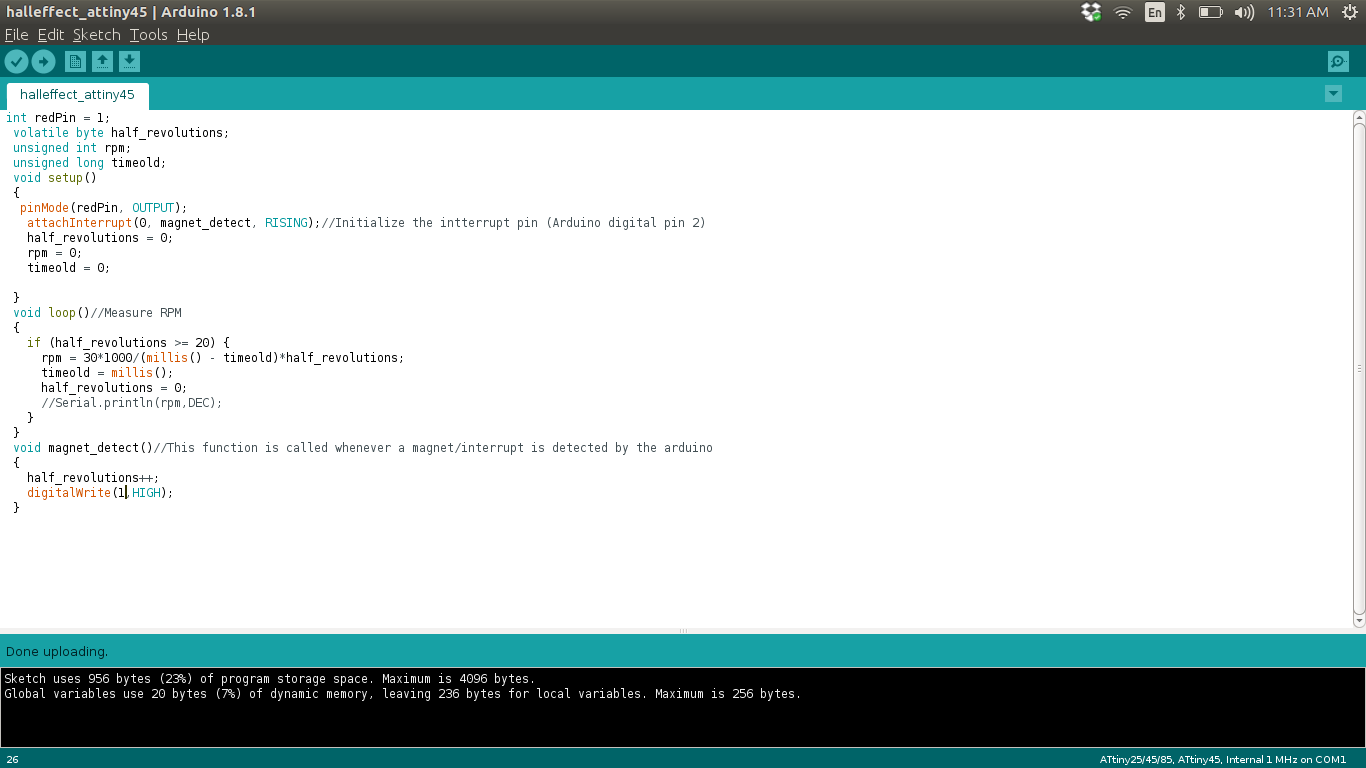 halleffect_attiny45 | Arduino 1.8.1
En
11:31 AM
File Edit Sketch Tools Help
halleffect_attiny45
int redPin = 1;
volatile byte half_revolutions;
unsigned int rpm;
unsigned long timeold;
void setup()
{
pinMode(redPin, OUTPUT);
attachInterrupt(0, magnet_detect, RISING);//Initialize the intterrupt pin (Arduino digital pin 2)
half_revolutions = 0;
rpm = 0;
timeold = 0;
}
void loop()//Measure RPM
{
if (half_revolutions >= 20) {
rpm = 30*1000/(millis() - timeold)*half_revolutions;
timeold = millis();
half_revolutions = 0;
//Serial.println(rpm,DEC);
}
}
void magnet_detect()//This function is called whenever a magnet/interrupt is detected by the arduino
{
half_revolutions++;
digitalWrite(1,HIGH);
}
Done uploading.
Sketch uses 956 bytes (23%) of program storage space. Maximum is 4096 bytes.
Global variables use 20 bytes (7%) of dynamic memory, leaving 236 bytes for local variables. Maximum is 256 bytes.
26
ATtiny25/45/85, ATtiny45, Internal 1 MHz on COM1